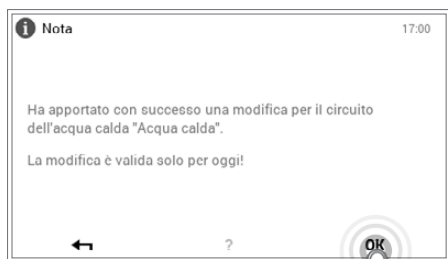 i Nota 17:00
Ha apportato con successo una modifica per il circuito
dell'acqua calda "Acqua calda".
La modifica è valida solo per oggi!
? OK